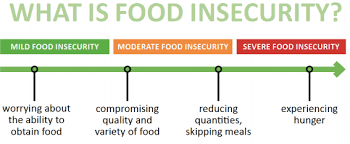 WHAT IS FOOD INSECURITY?
MILD FOOD INSECURITY
MODERATE FOOD INSECURITY
SEVERE FOOD INSECURITY
worrying about
the ability to
obtain food
compromising
quality and
variety of food
reducing
quantities,
skipping meals
experiencing
hunger